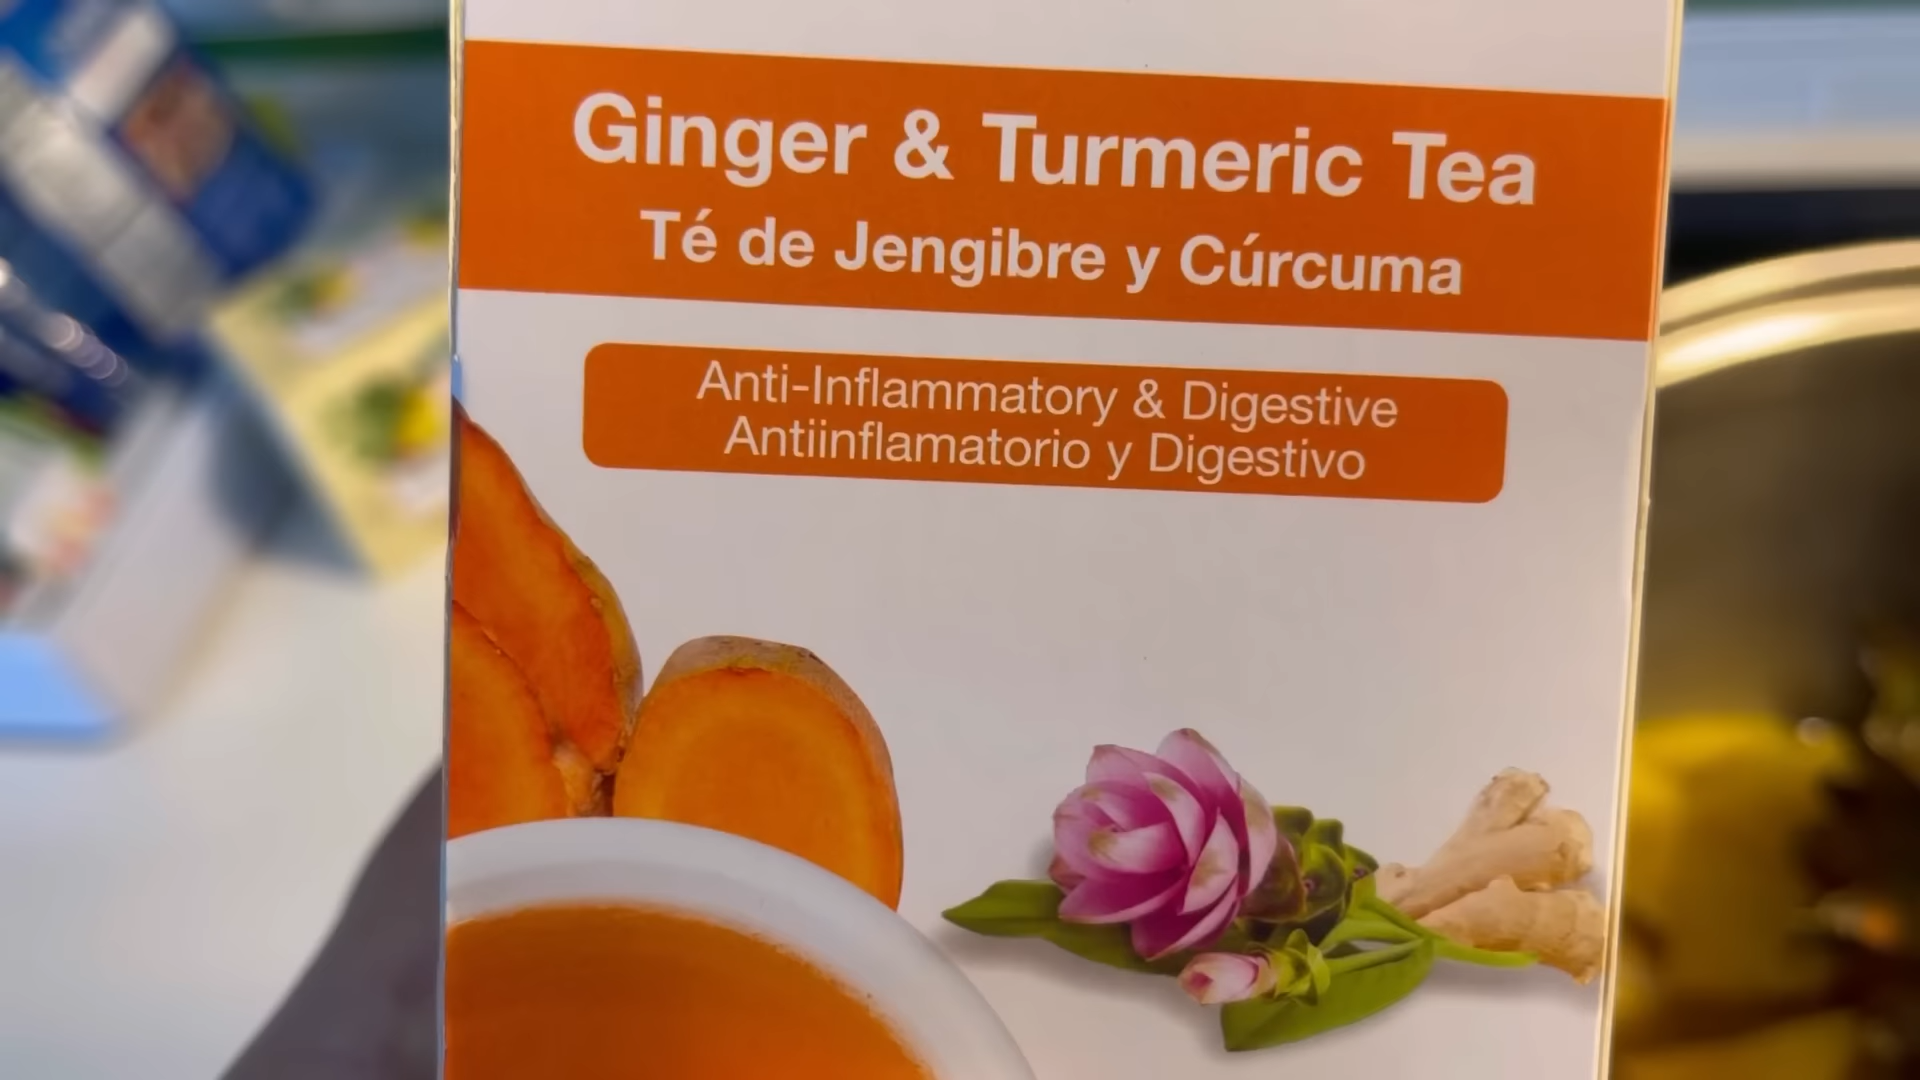 Ginger & Turmeric Tea
Té de Jengibre y Cúrcuma
Anti-Inflammatory & Digestive
Antiinflamatorio y Digestivo